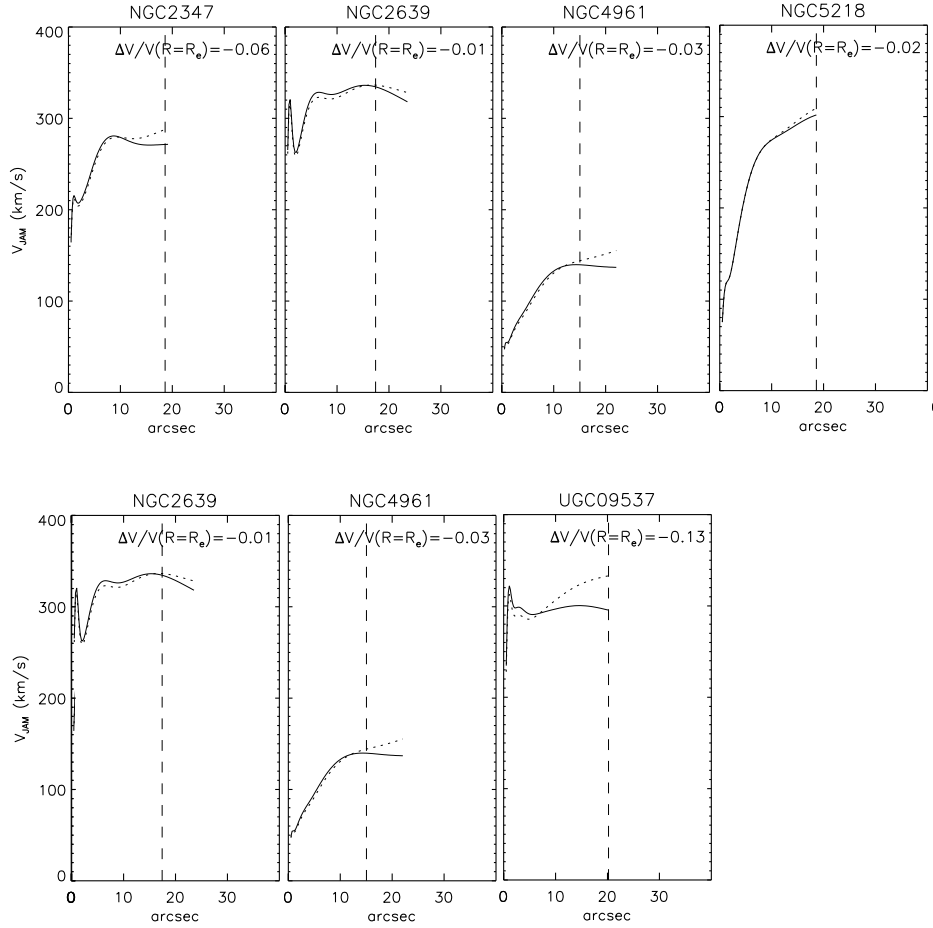 NGC2347 NGC2639 NGC4961 NGC5218
ΔV/V(R=Re)=−0.06 ΔV/V(R=Re)=−0.01 ΔV/V(R=Re)=−0.03 ΔV/V(R=Re)=−0.02
400
300
200
100
0
VJAM (km/s)
0 10 20 30 0 10 20 30 0 10 20 30 0 10 20 30 0
arcsec arcsec arcsec arcsec
NGC2639 NGC4961 UGC09537
ΔV/V(R=Re)=−0.01 ΔV/V(R=Re)=−0.03 ΔV/V(R=Re)=−0.13
400
300
200
100
0
VJAM (km/s)
0 10 20 30 0 10 20 30 0 10 20 30 40
arcsec arcsec arcsec